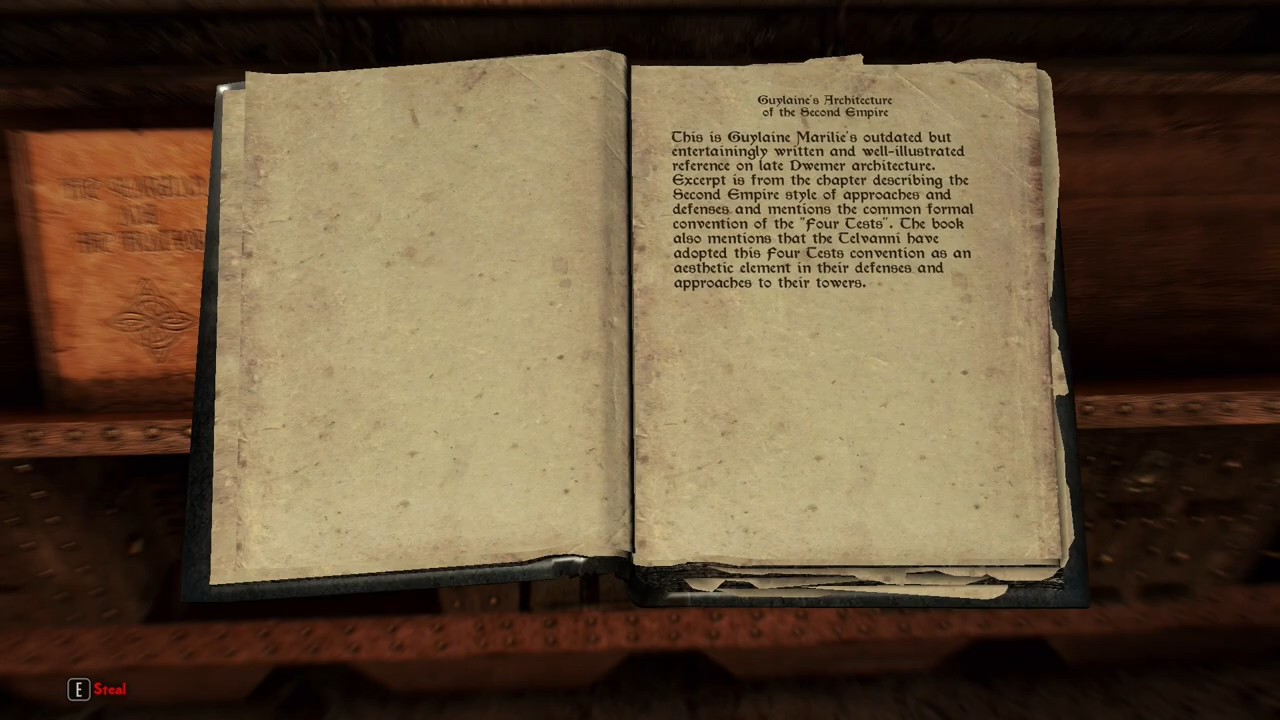 Guylaine's Architecture
of the Second Empire
This is Guylaine Marilie's outdated but
entertainingly written and well-illustrated
reference on late Dwemer architecture.
Excerpt is from the chapter describing the
Second Empire style of approaches and
defenses and mentions the common formal
convention of the "Four Tests". The book
also mentions that the Telvanni have
adopted this Four Tests convention as an
aesthetic element in their defenses and
approaches to their towers.
E Steal